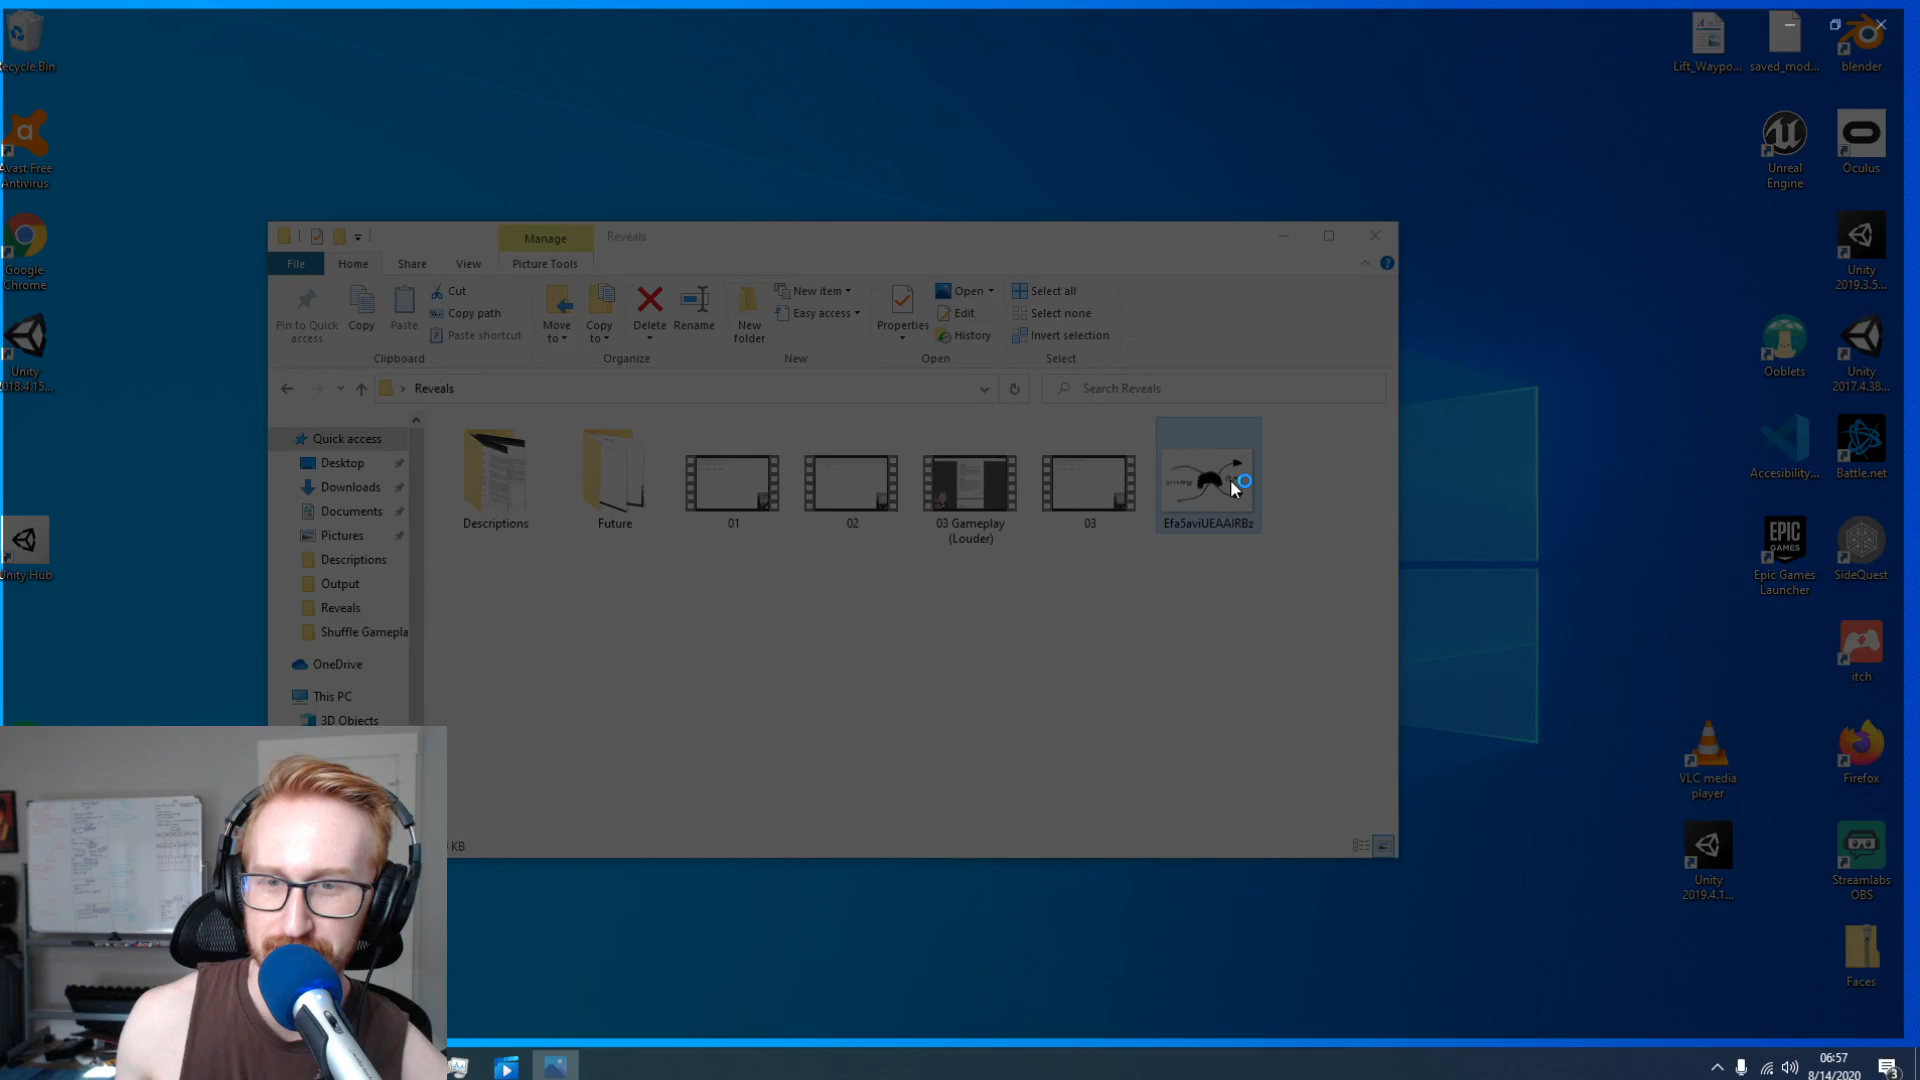 Recycle Bin
Avast Free
Antivirus
Google
Chrome
Unity
2018.4.15...
Unity Hub
Lift_Waypo...
saved_mod...
blender
Unreal
Engine
Oculus
Unity
2019.3.5...
Ooblets
Unity
2017.4.38...
Accesibility...
Battle.net
Epic Games
Launcher
SideQuest
itch
VLC media
player
Firefox
Unity
2019.4.1...
Streamlabs
OBS
Faces
Manage
Reveals
File
Home
Share
View
Picture Tools
Pin to Quick
access
Copy
Paste
Cut
Copy path
Paste shortcut
Clipboard
Move
to
Copy
to
Delete
Rename
Organize
New
folder
New item
Easy access
New
Properties
Open
Edit
History
Open
Select all
Select none
Invert selection
Select
Reveals
Search Reveals
Quick access
Desktop
Downloads
Documents
Pictures
Descriptions
Output
Reveals
Shuffle Gamepla
OneDrive
This PC
3D Objects
Descriptions
Future
01
02
03 Gameplay
(Louder)
03
Efa5aviUEAAIRBz
KB
EPIC
GAMES
06:57
8/14/2020
3